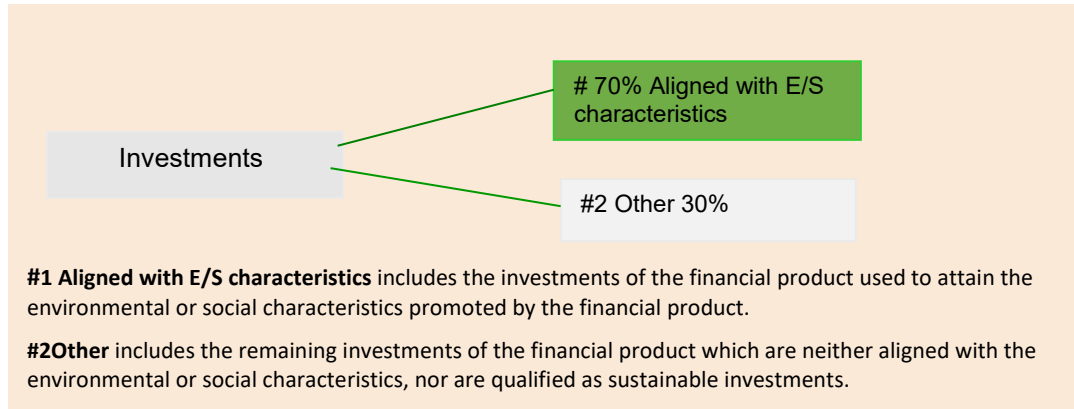 # 70% Aligned with E/S
characteristics
Investments
#2 Other 30%
#1 Aligned with E/S characteristics includes the investments of the financial product used to attain the
environmental or social characteristics promoted by the financial product.
#2Other includes the remaining investments of the financial product which are neither aligned with the
environmental or social characteristics, nor are qualified as sustainable investments.